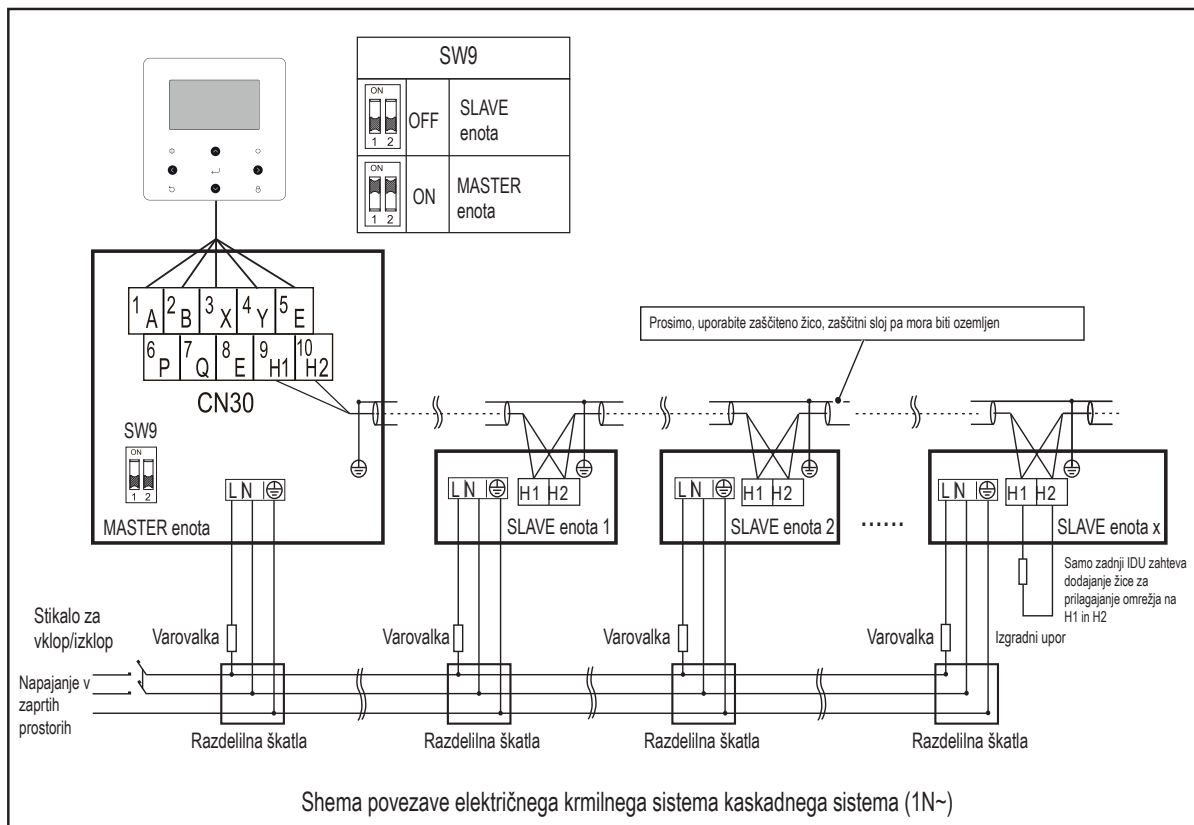 SW9
ON
1 2
OFF
SLAVE
enota
ON
1 2
ON
MASTER
enota
1 A 2 B 3 X 4 Y 5 E
6 P 7 Q 8 E 9 H1 10 H2
CN30
Prosimo, uporabite zaščiteno žico, zaščitni sloj pa mora biti ozemljen
SW9
ON
1 2
L N
MASTER enota
L N
H1 H2
SLAVE enota 1
L N
H1 H2
SLAVE enota 2
......
L N
H1 H2
SLAVE enota x
Samo zadnji IDU zahteva
dodajanje žice za
prilagajanje omrežja na
H1 in H2
Izgradni upor
Stikalo za
vklop/izklop
Varovalka
Varovalka
Varovalka
Varovalka
Napajanje v
zaprtih
prostorih
Razdelilna škatla
Razdelilna škatla
Razdelilna škatla
Razdelilna škatla
Shema povezave električnega krmilnega sistema kaskadnega sistema (1N~)